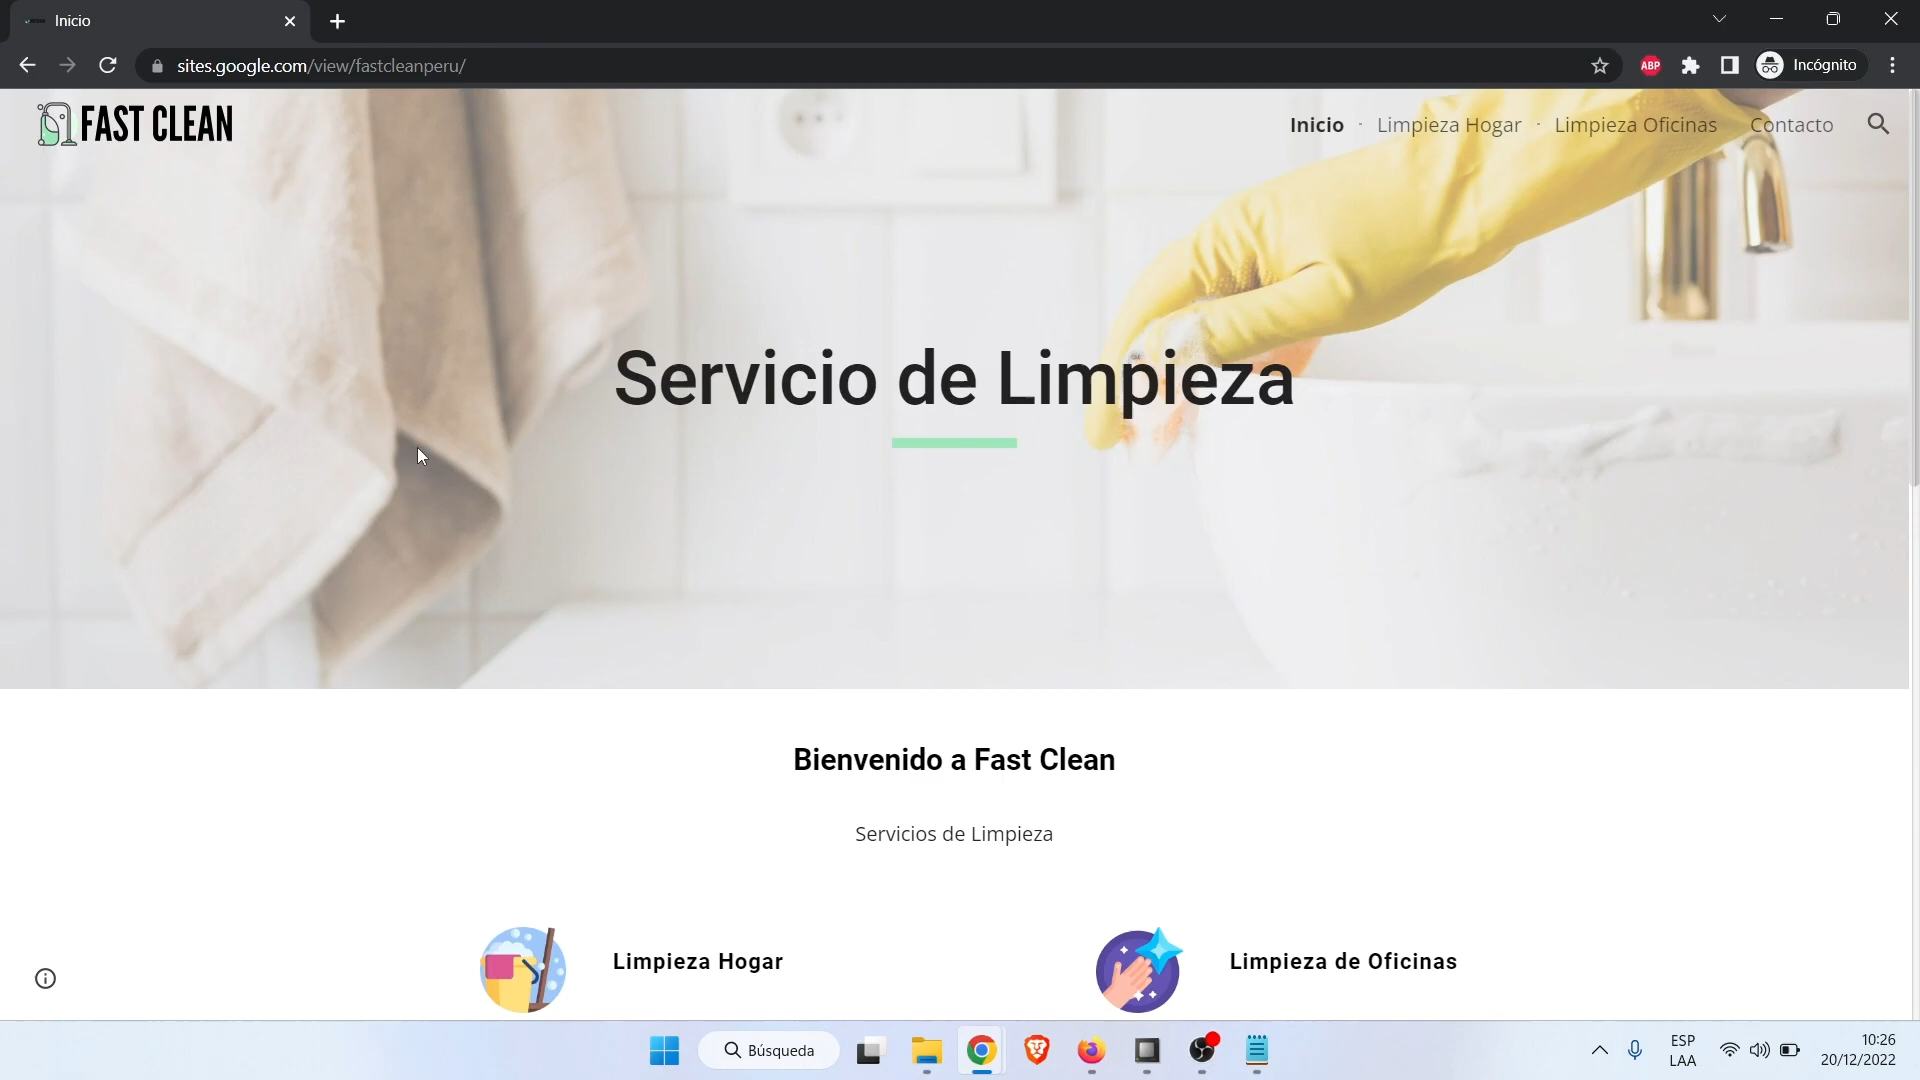 Inicio
sites.google.com/view/fastcleanperu/
ABP
Incógnito
FAST CLEAN
Inicio
Limpieza Hogar
Limpieza Oficinas
Contacto
Servicio de Limpieza
Bienvenido a Fast Clean
Servicios de Limpieza
Limpieza Hogar
Limpieza de Oficinas
Búsqueda
ESP
LAA
10:26
20/12/2022